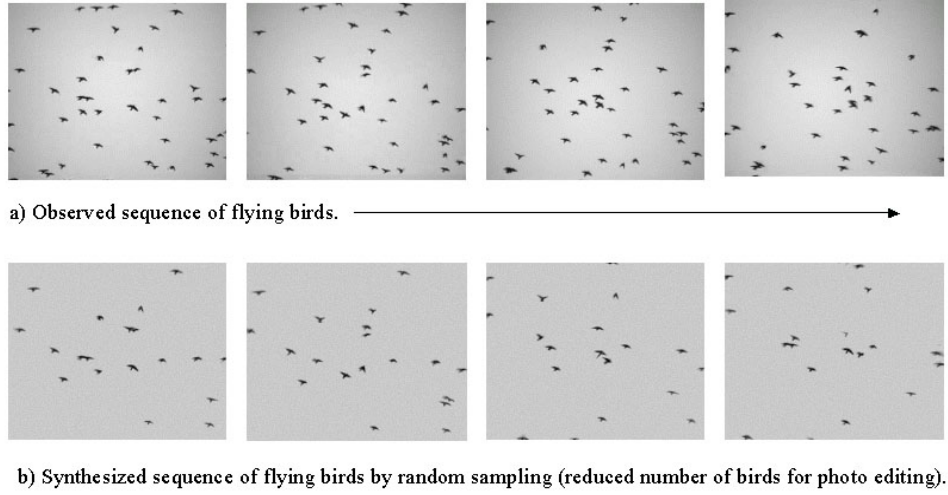 a) Observed sequence of flying birds.
b) Synthesized sequence of flying birds by random sampling (reduced number of birds for photo editing).